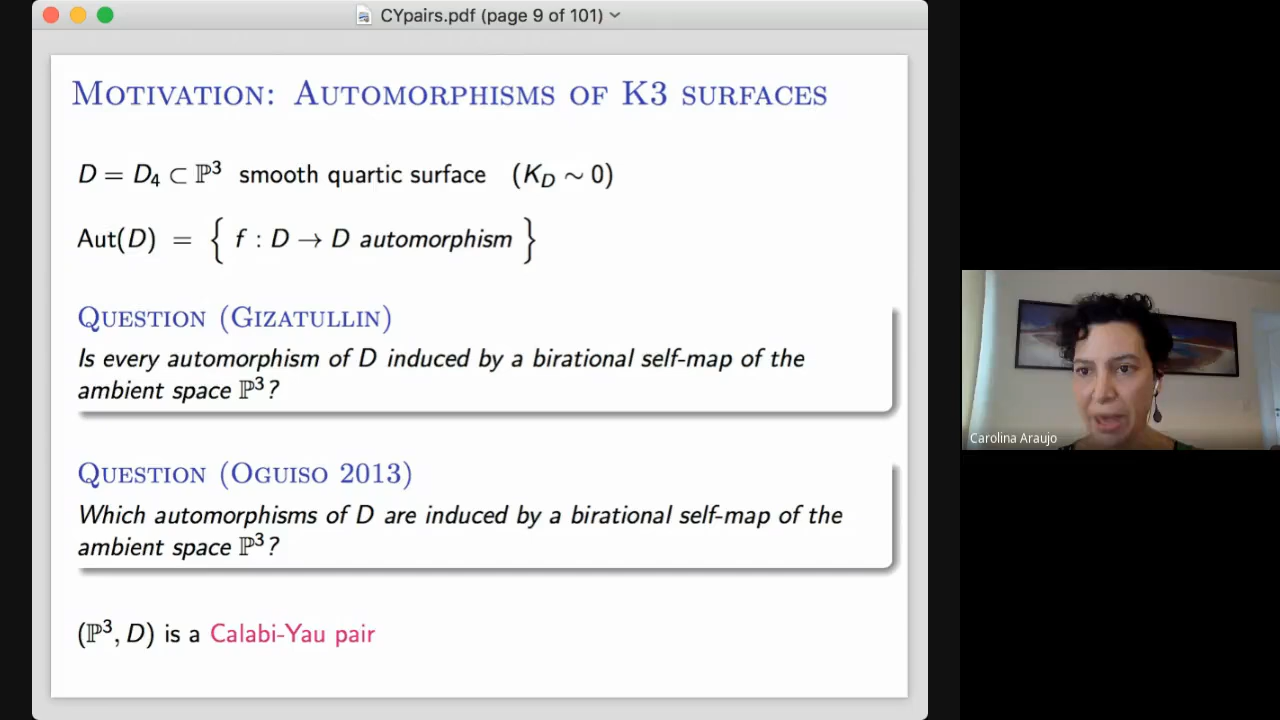 CYpairs.pdf (page 9 of 101)
MOTIVATION: AUTOMORPHISMS OF K3 SURFACES
D = D₄ ⊂ ℙ³ smooth quartic surface (K_D ∼ 0)
Aut(D) = { f : D → D automorphism }
QUESTION (GIZATULLIN)
Is every automorphism of D induced by a birational self-map of the
ambient space ℙ³?
QUESTION (OGUISO 2013)
Which automorphisms of D are induced by a birational self-map of the
ambient space ℙ³?
(ℙ³, D) is a Calabi-Yau pair
Carolina Araujo